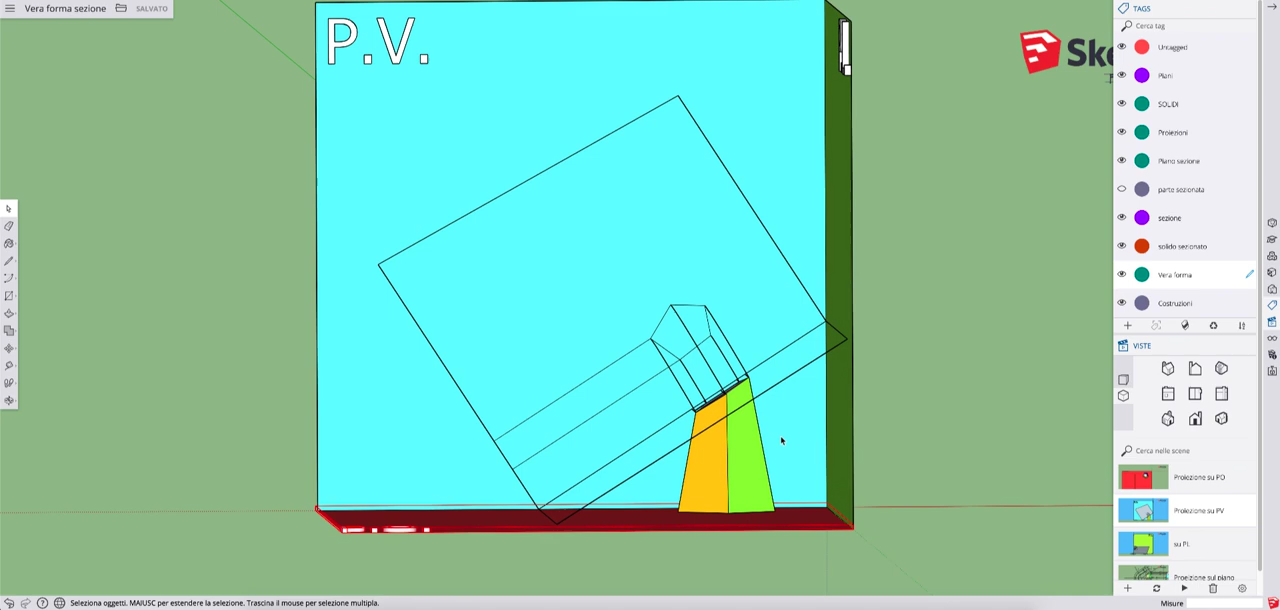 Vera forma sezione
SALVATO
P.V.
Ske
TAGS
Cerca tag
Untagged
Piani
SOLIDI
Proiezioni
Piano sezione
parte sezionata
sezione
solido sezionato
Vera forma
Costruzioni
VISTE
Cerca nelle scene
Proiezione su PO
Proiezione su PV
su PL
Proiezione sul piano
Seleziona oggetti. MAIUSC per estendere la selezione. Trascina il mouse per selezione multipla.
Misure